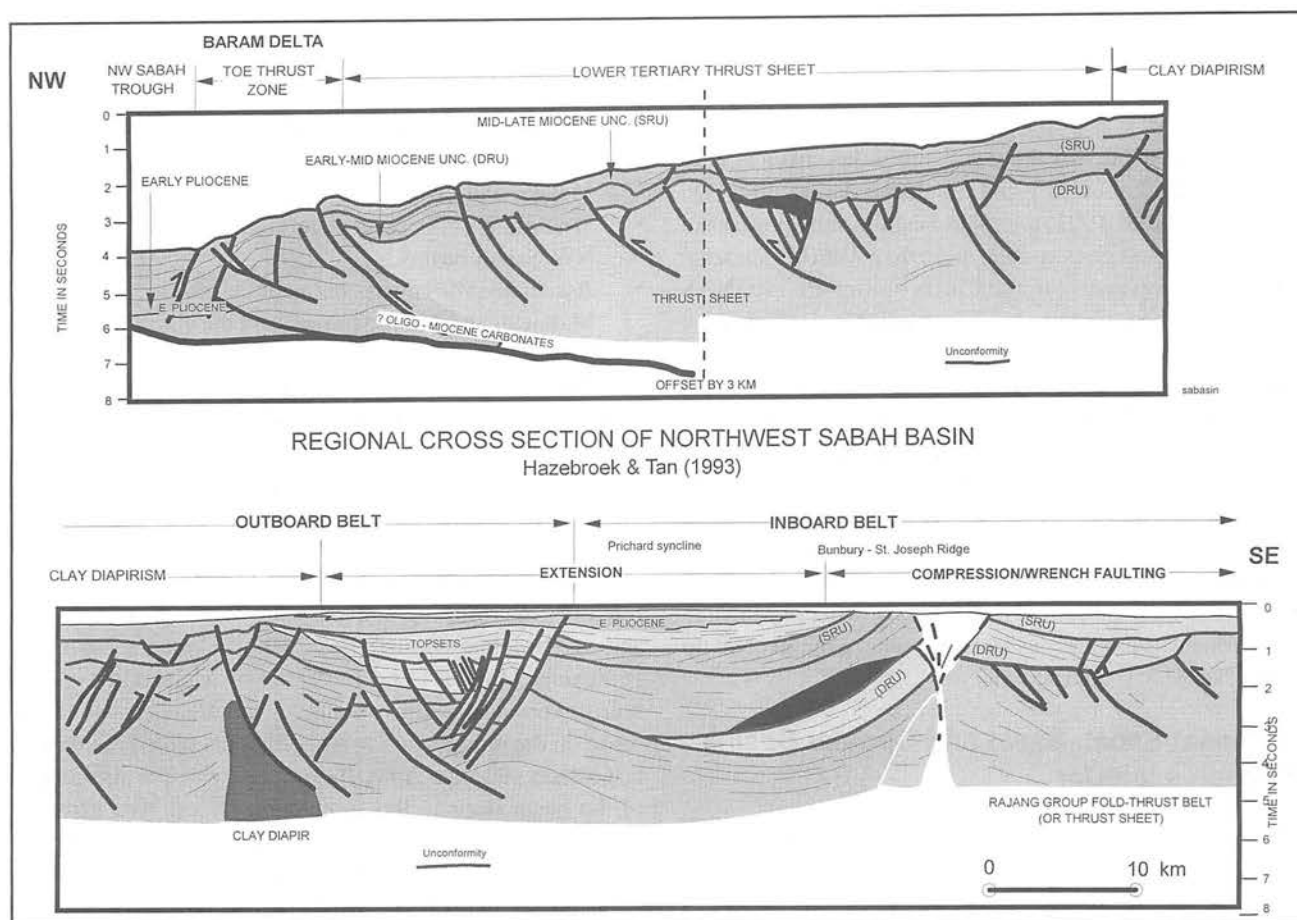 BARAM DELTA
NW
NW SABAH
TROUGH
TOE THRUST
ZONE
LOWER TERTIARY THRUST SHEET
CLAY DIAPIRISM
MID-LATE MIOCENE UNC. (SRU)
EARLY-MID MIOCENE UNC. (DRU)
EARLY PLIOCENE
(SRU)
(DRU)
TIME IN SECONDS
0
1
2
3
4
5
6
7
8
E. PLIOCENE
THRUST SHEET
? OLIGO - MIOCENE CARBONATES
Unconformity
OFFSET BY 3 KM
sabasin
REGIONAL CROSS SECTION OF NORTHWEST SABAH BASIN
Hazebroek & Tan (1993)
OUTBOARD BELT
INBOARD BELT
Prichard syncline
Bunbury - St. Joseph Ridge
SE
CLAY DIAPIRISM
EXTENSION
COMPRESSION/WRENCH FAULTING
E. PLIOCENE
TOPSETS
(SRU)
(DRU)
(SRU)
(DRU)
0
1
2
3
4
5
6
7
8
TIME IN SECONDS
CLAY DIAPIR
RAJANG GROUP FOLD-THRUST BELT
(OR THRUST SHEET)
Unconformity
0 10 km